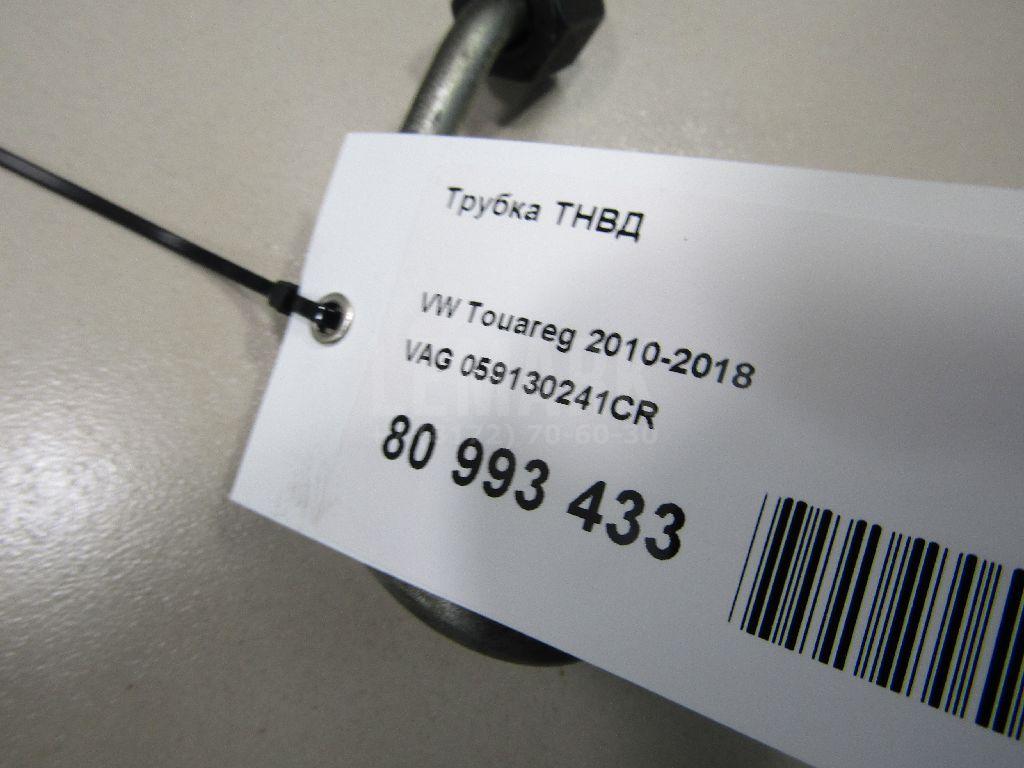 Трубка ТНВД
VW Touareg 2010-2018
VAG 059130241CR
80 993 433